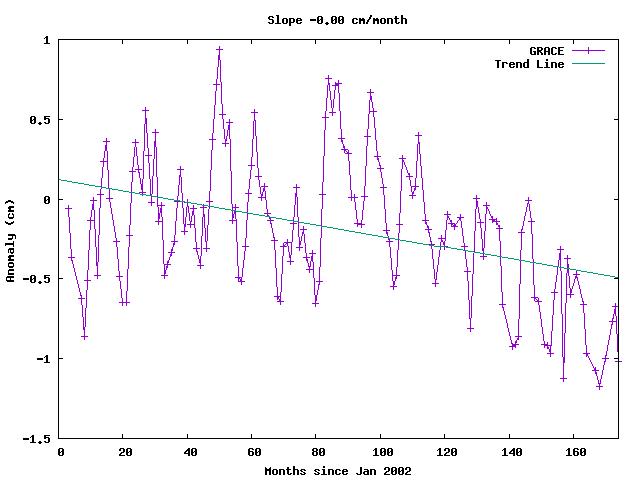 Slope -0.00 cm/month
GRACE
Trend Line
1
0.5
0
-0.5
-1
-1.5
Anomaly (cm)
0 20 40 60 80 100 120 140 160
Months since Jan 2002